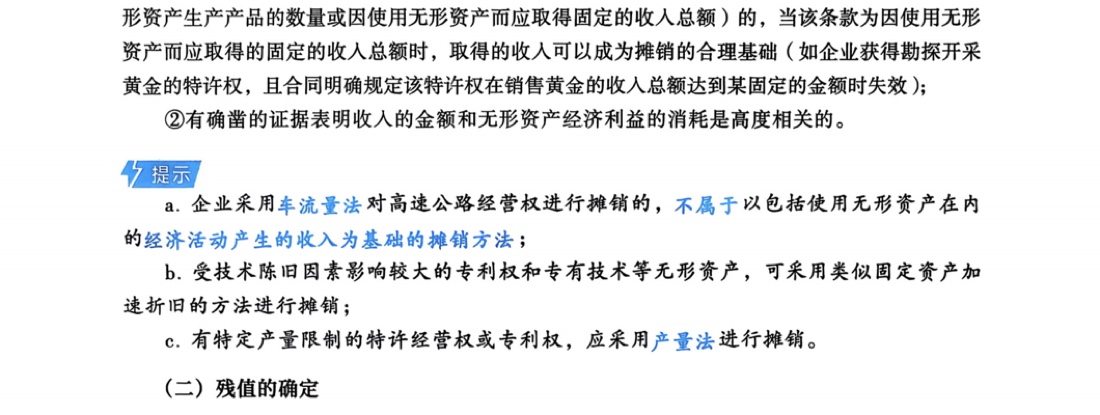 形资产生产产品的数量或因使用无形资产而应取得固定的收入总额）的，当该条款为因使用无形
资产而应取得的固定的收入总额时，取得的收入可以成为摊销的合理基础（如企业获得勘探开采
黄金的特许权，且合同明确规定该特许权在销售黄金的收入总额达到某固定的金额时失效）；
②有确凿的证据表明收入的金额和无形资产经济利益的消耗是高度相关的。
提示
a. 企业采用车流量法对高速公路经营权进行摊销的，不属于以包括使用无形资产在内
的经济活动产生的收入为基础的摊销方法；
b. 受技术陈旧因素影响较大的专利权和专有技术等无形资产，可采用类似固定资产加
速折旧的方法进行摊销；
c. 有特定产量限制的特许经营权或专利权，应采用产量法进行摊销。
（二）残值的确定